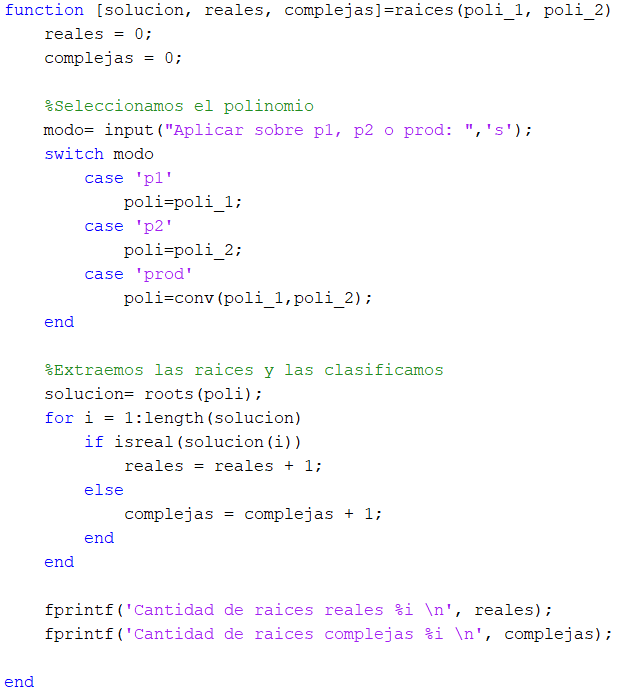 function [solucion, reales, complejas]=raices(poli_1, poli_2)
    reales = 0;
    complejas = 0;

    %Seleccionamos el polinomio
    modo= input("Aplicar sobre p1, p2 o prod: ",'s');
    switch modo
        case 'p1'
            poli=poli_1;
        case 'p2'
            poli=poli_2;
        case 'prod'
            poli=conv(poli_1,poli_2);
    end

    %Extraemos las raices y las clasificamos
    solucion= roots(poli);
    for i = 1:length(solucion)
        if isreal(solucion(i))
            reales = reales + 1;
        else
            complejas = complejas + 1;
        end
    end

    fprintf('Cantidad de raices reales %i \n', reales);
    fprintf('Cantidad de raices complejas %i \n', complejas);

end